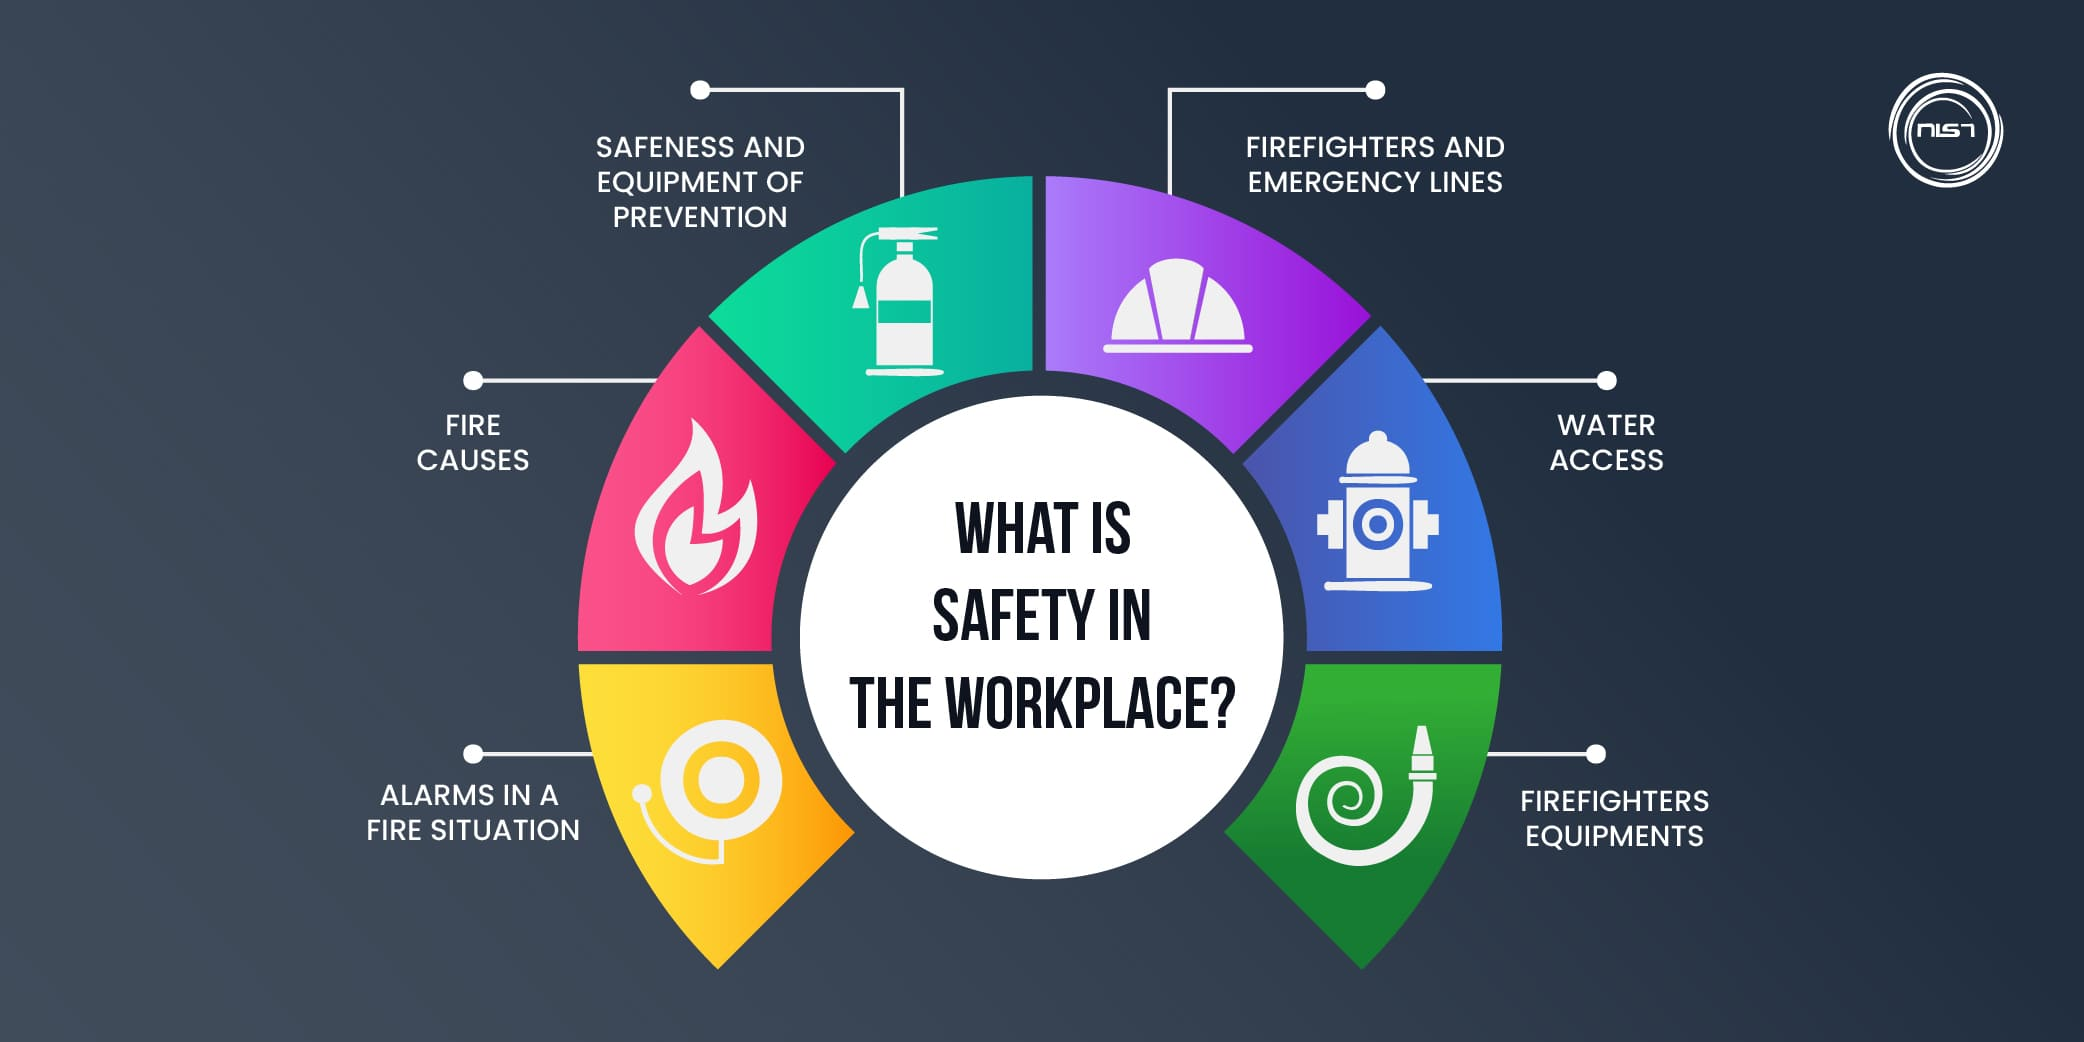 SAFENESS AND
EQUIPMENT OF
PREVENTION
FIREFIGHTERS AND
EMERGENCY LINES
NIST
FIRE
CAUSES
WATER
ACCESS
WHAT IS
SAFETY IN
THE WORKPLACE?
ALARMS IN A
FIRE SITUATION
FIREFIGHTERS
EQUIPMENTS